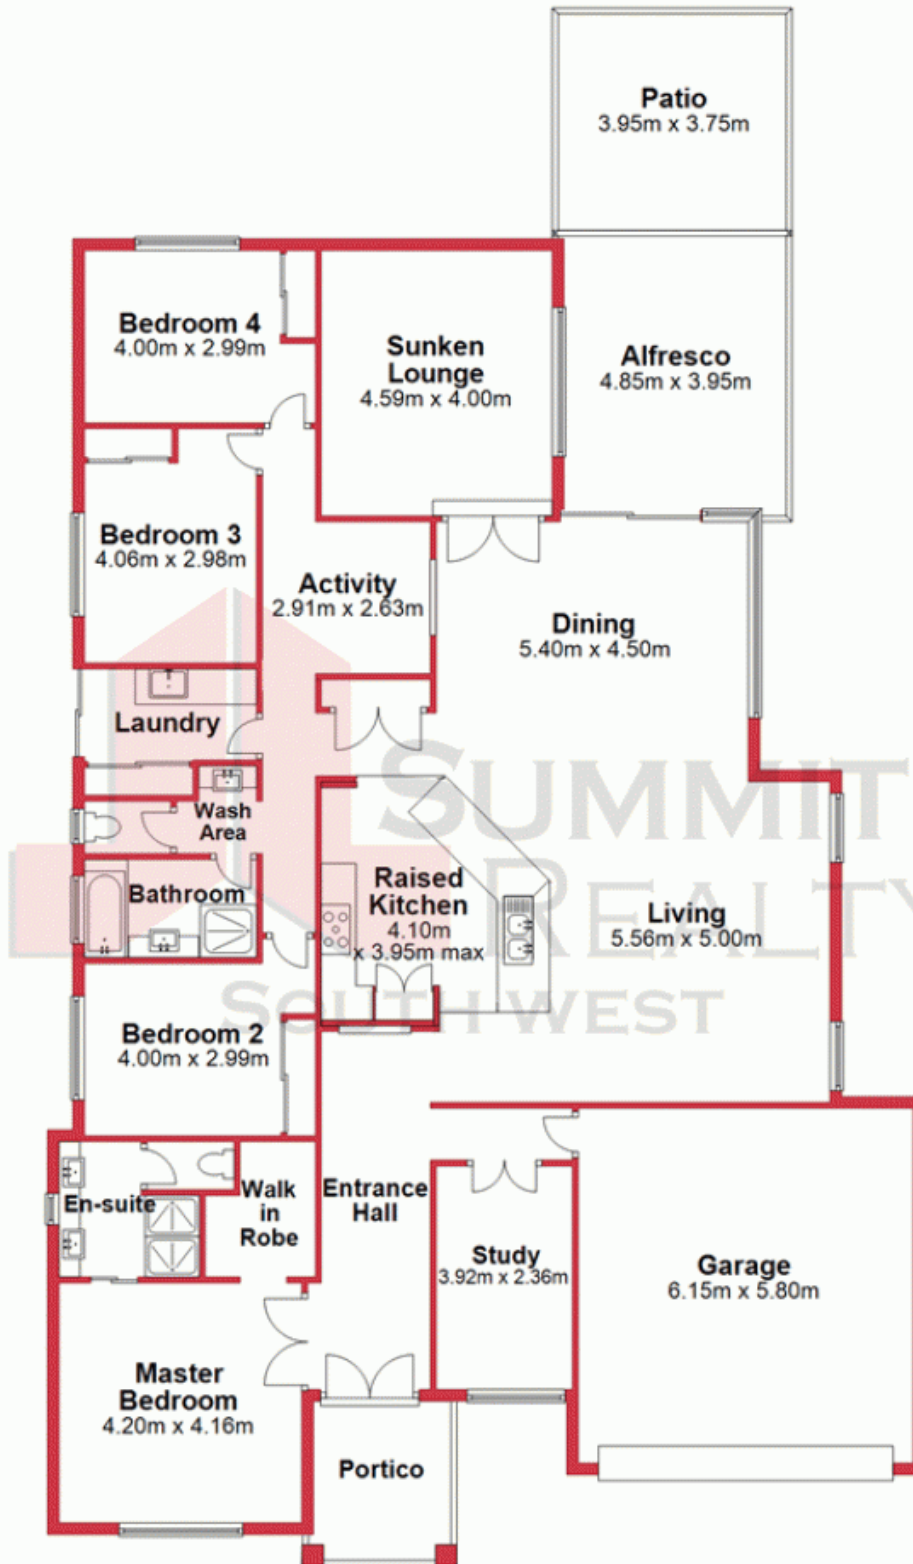 Patio
3.95m x 3.75m
Bedroom 4
4.00m x 2.99m
Sunken
Lounge
4.59m x 4.00m
Alfresco
4.85m x 3.95m
Bedroom 3
4.06m x 2.98m
Activity
2.91m x 2.63m
Dining
5.40m x 4.50m
Laundry
Wash
Area
Bathroom
Raised
Kitchen
4.10m
x 3.95m max
Living
5.56m x 5.00m
SUMMIT
REALTY
SOUTHWEST
Bedroom 2
4.00m x 2.99m
En-suite
Walk
in
Robe
Entrance
Hall
Study
3.92m x 2.36m
Garage
6.15m x 5.80m
Master
Bedroom
4.20m x 4.16m
Portico